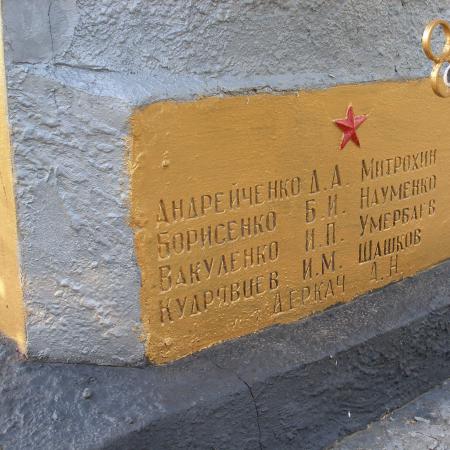 АНДРЕЙЧЕНКО Д.А. МИТРОХИН
БОРИСЕНКО Б.И. НАУМЕНКО
ВАКУЛЕНКО Н.П. УМЕРБАЕВ
КУДРЯВЦЕВ И.М. ШАШКОВ
ДЕРКАЧ А.Н.